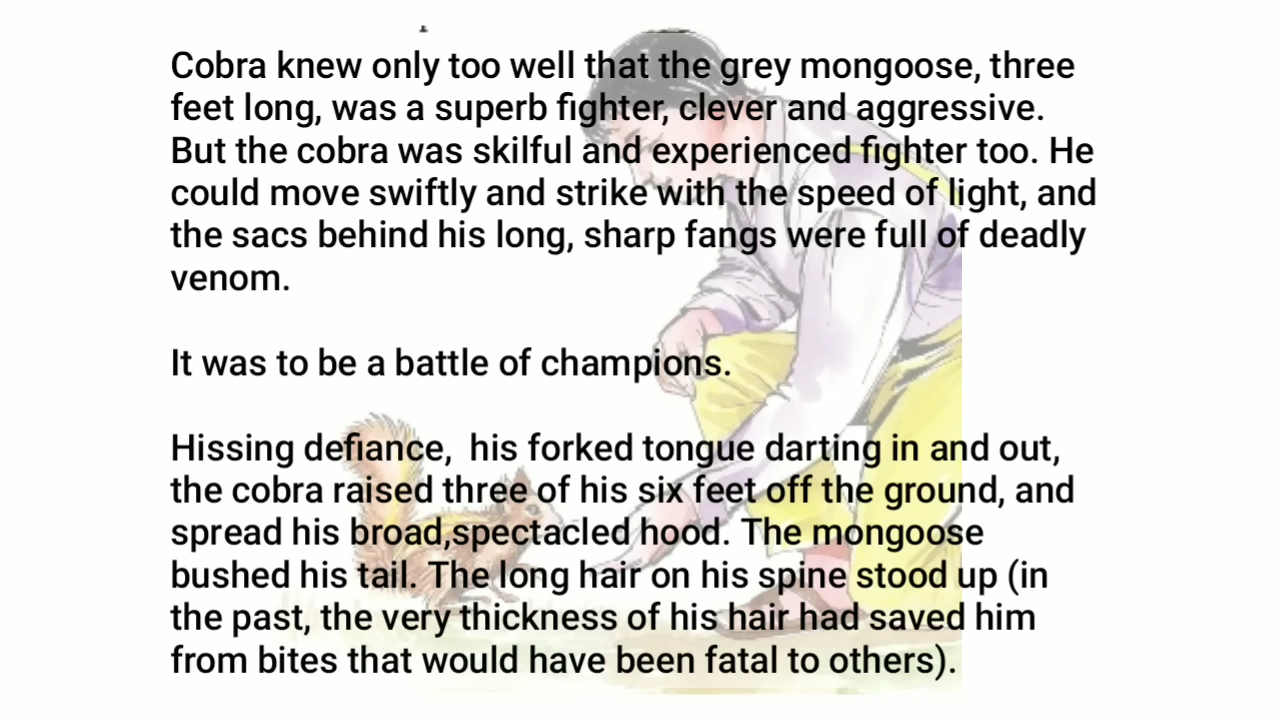 Cobra knew only too well that the grey mongoose, three
feet long, was a superb fighter, clever and aggressive.
But the cobra was skilful and experienced fighter too. He
could move swiftly and strike with the speed of light, and
the sacs behind his long, sharp fangs were full of deadly
venom.
It was to be a battle of champions.
Hissing defiance,  his forked tongue darting in and out,
the cobra raised three of his six feet off the ground, and
spread his broad,spectacled hood. The mongoose
bushed his tail. The long hair on his spine stood up (in
the past, the very thickness of his hair had saved him
from bites that would have been fatal to others).